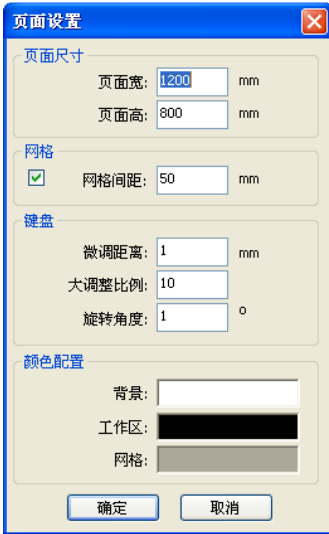 页面设置
页面尺寸
页面宽: 1200 mm
页面高: 800 mm
网格
网格间距: 50 mm
键盘
微调距离: 1 mm
大调整比例: 10
旋转角度: 1 °
颜色配置
背景:
工作区:
网格:
确定 取消